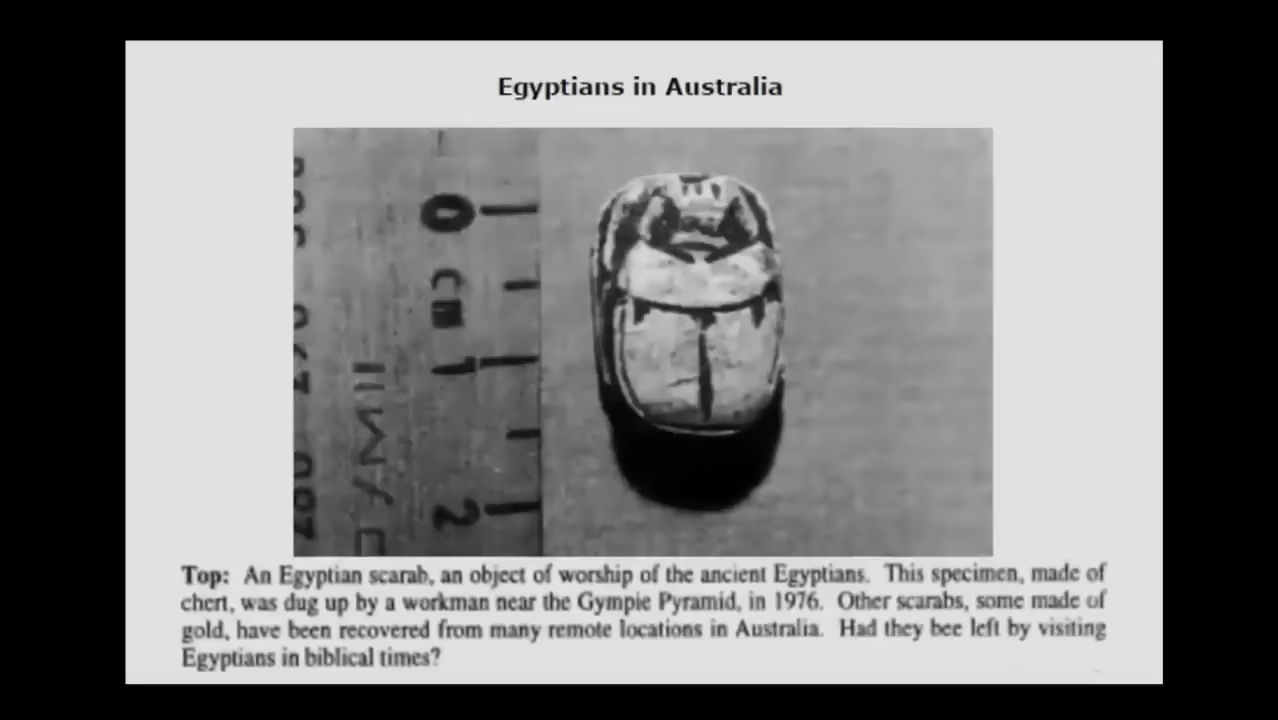 Egyptians in Australia
0
cm
1
2
Top: An Egyptian scarab, an object of worship of the ancient Egyptians. This specimen, made of
chert, was dug up by a workman near the Gympie Pyramid, in 1976. Other scarabs, some made of
gold, have been recovered from many remote locations in Australia. Had they bee left by visiting
Egyptians in biblical times?